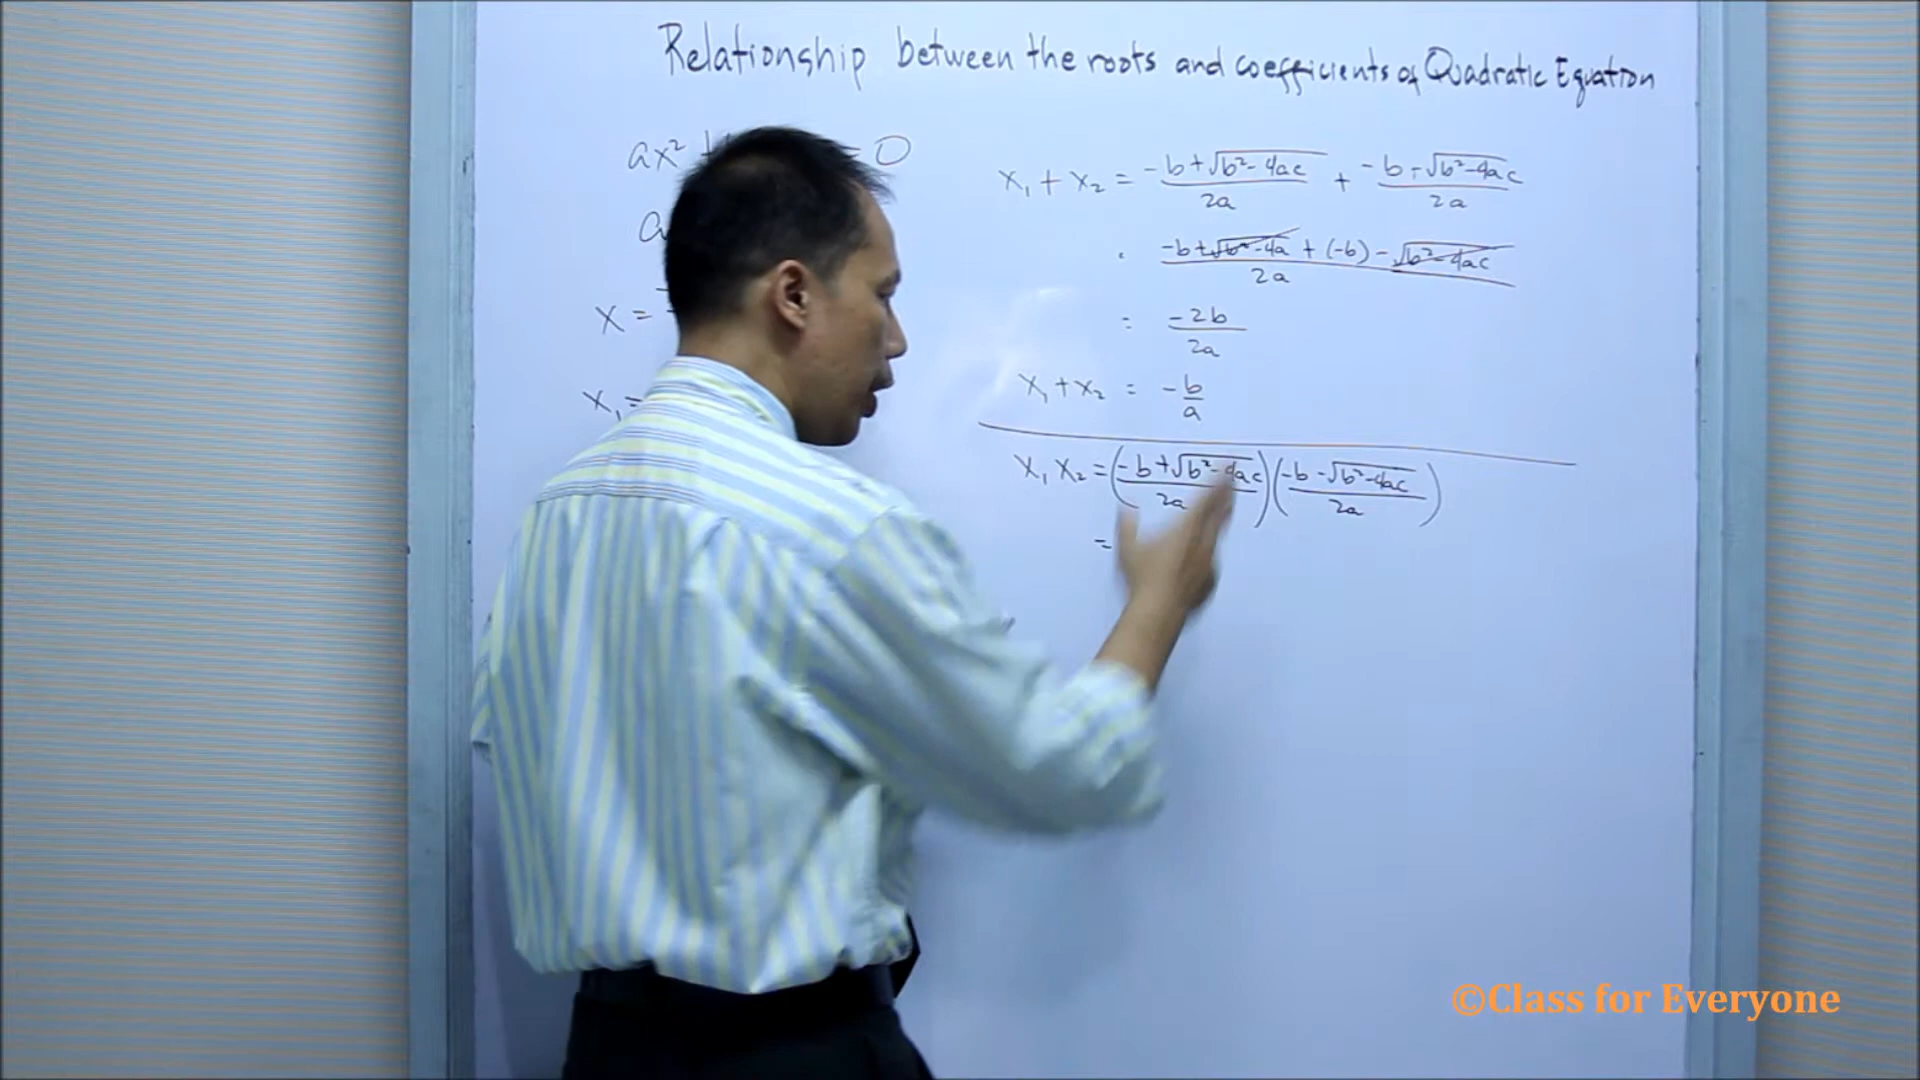 Relationship between the roots and coefficients of Quadratic Equation
ax² = 0
x =
x₁ =
x₁ + x₂ = -b + √b² - 4ac / 2a + -b - √b² - 4ac / 2a
-b + √b² - 4a + (-b) - √b² - 4ac / 2a
= -2b / 2a
x₁ + x₂ = - b / a
x₁ x₂ = (-b + √b² - 4ac / 2a) (-b - √b² - 4ac / 2a)
=
©Class for Everyone